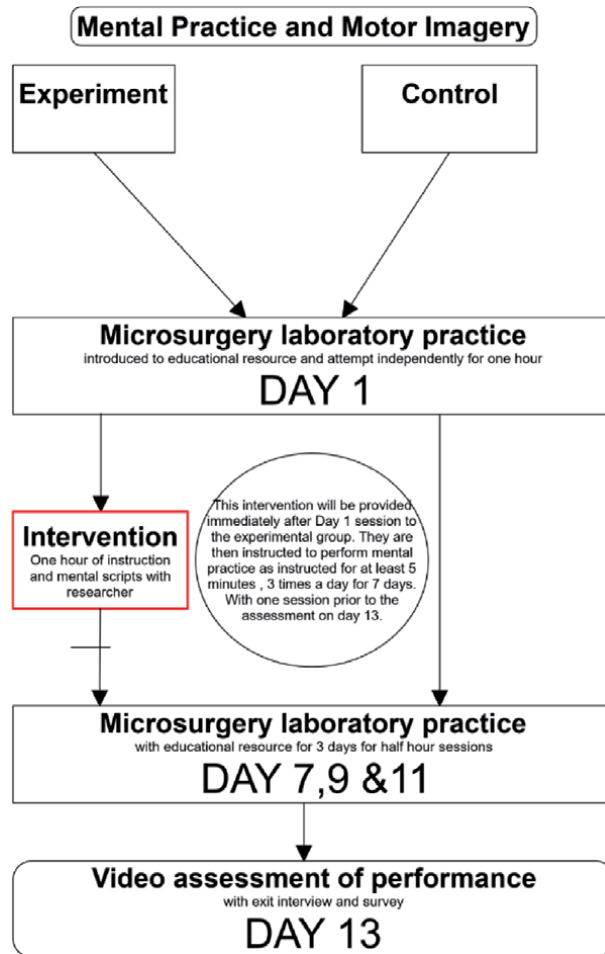 Mental Practice and Motor Imagery
Experiment
Control
Microsurgery laboratory practice
introduced to educational resource and attempt independently for one hour
DAY 1
Intervention
One hour of instruction
and mental scripts with
researcher
This intervention will be provided
immediately after Day 1 session to
the experimental group. They are
then instructed to perform mental
practice as instructed for at least 5
minutes , 3 times a day for 7 days.
With one session prior to the
assessment on day 13.
Microsurgery laboratory practice
with educational resource for 3 days for half hour sessions
DAY 7,9 &11
Video assessment of performance
with exit interview and survey
DAY 13